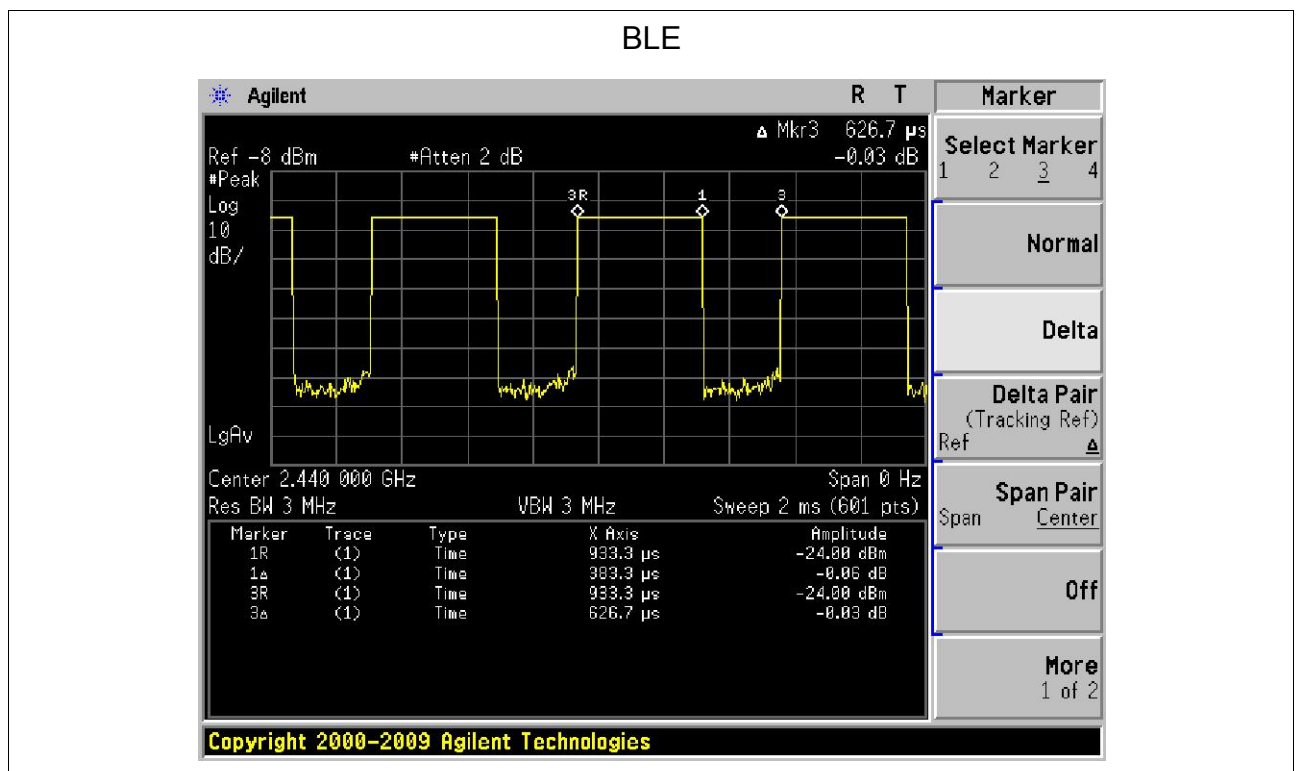 BLE
Agilent R T
Δ Mkr3 626.7 µs
Ref -8 dBm #Atten 2 dB -0.03 dB
#Peak
Log
10
dB/
3R 1 3
LgAv
Center 2.440 000 GHz Span 0 Hz
Res BW 3 MHz VBW 3 MHz Sweep 2 ms (601 pts)
Marker Trace Type X Axis Amplitude
1R (1) Time 933.3 µs -24.00 dBm
1Δ (1) Time 383.3 µs -0.06 dB
3R (1) Time 933.3 µs -24.00 dBm
3Δ (1) Time 626.7 µs -0.03 dB
Marker
Select Marker
1 2 3 4
Normal
Delta
Delta Pair
(Tracking Ref)
Ref Δ
Span Pair
Span Center
Off
More
1 of 2
Copyright 2000-2009 Agilent Technologies